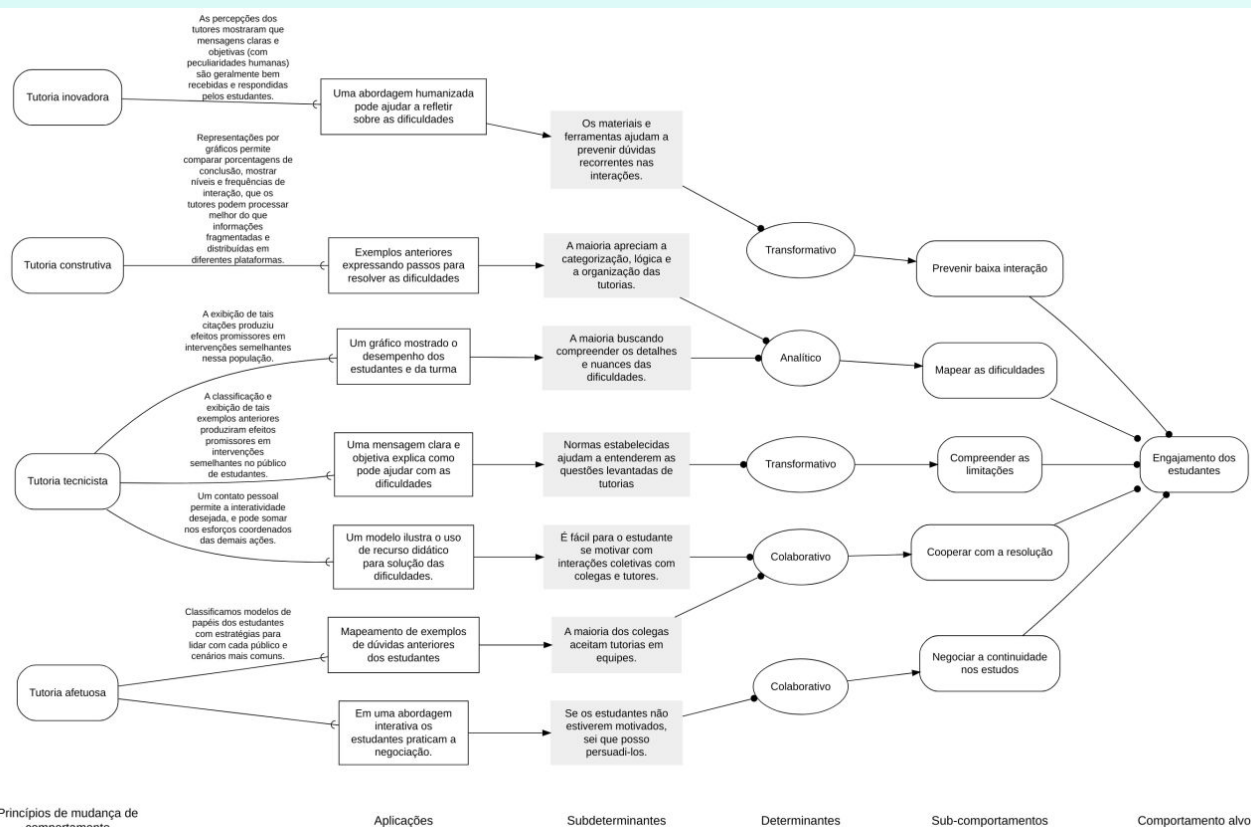 As percepções dos
tutores mostraram que
mensagens claras e
objetivas (com
peculiaridades humanas)
são geralmente bem
recebidas e respondidas
pelos estudantes.
Tutoria inovadora
Uma abordagem humanizada
pode ajudar a refletir
sobre as dificuldades
Os materiais e
ferramentas ajudam a
prevenir dúvidas
recorrentes nas
interações.
Representações por
gráficos permite
comparar porcentagens de
conclusão, mostrar
níveis e frequências de
interação, que os
tutores podem processar
melhor do que
informações
fragmentadas e
distribuídas em
diferentes plataformas.
Tutoria construtiva
Exemplos anteriores
expressando passos para
resolver as dificuldades
A maioria apreciam a
categorização, lógica e
a organização das
tutorias.
Transformativo
Prevenir baixa interação
A exibição de tais
citações produziu
efeitos promissores em
intervenções semelhantes
nessa população.
Um gráfico mostrado o
desempenho dos
estudantes e da turma
A maioria buscando
compreender os detalhes
e nuances das
dificuldades.
Analítico
Mapear as dificuldades
A classificação e
exibição de tais
exemplos anteriores
produziram efeitos
promissores em
intervenções
semelhantes no público
de estudantes.
Tutoria tecnicista
Uma mensagem clara e
objetiva explica como
pode ajudar com as
dificuldades
Normas estabelecidas
ajudam a entenderem as
questões levantadas de
tutorias
Transformativo
Compreender as
limitações
Engajamento dos
estudantes
Um contato pessoal
permite a interatividade
desejada, e pode somar
nos esforços coordenados
das demais ações.
Um modelo ilustra o uso
de recurso didático
para solução das
dificuldades.
É fácil para o estudante
se motivar com
interações coletivas com
colegas e tutores.
Colaborativo
Cooperar com a resolução
Classificamos modelos de
papéis dos estudantes
com estratégias para
lidar com cada público e
cenários mais comuns.
Tutoria afetuosa
Mapeamento de exemplos
de dúvidas anteriores
dos estudantes
A maioria dos colegas
aceitam tutorias em
equipes.
Em uma abordagem
interativa os
estudantes praticam a
negociação.
Se os estudantes não
estiverem motivados,
sei que posso
persuadi-los.
Colaborativo
Negociar a continuidade
nos estudos
Princípios de mudança de
comportamento
Aplicações
Subdeterminantes
Determinantes
Sub-comportamentos
Comportamento alvo